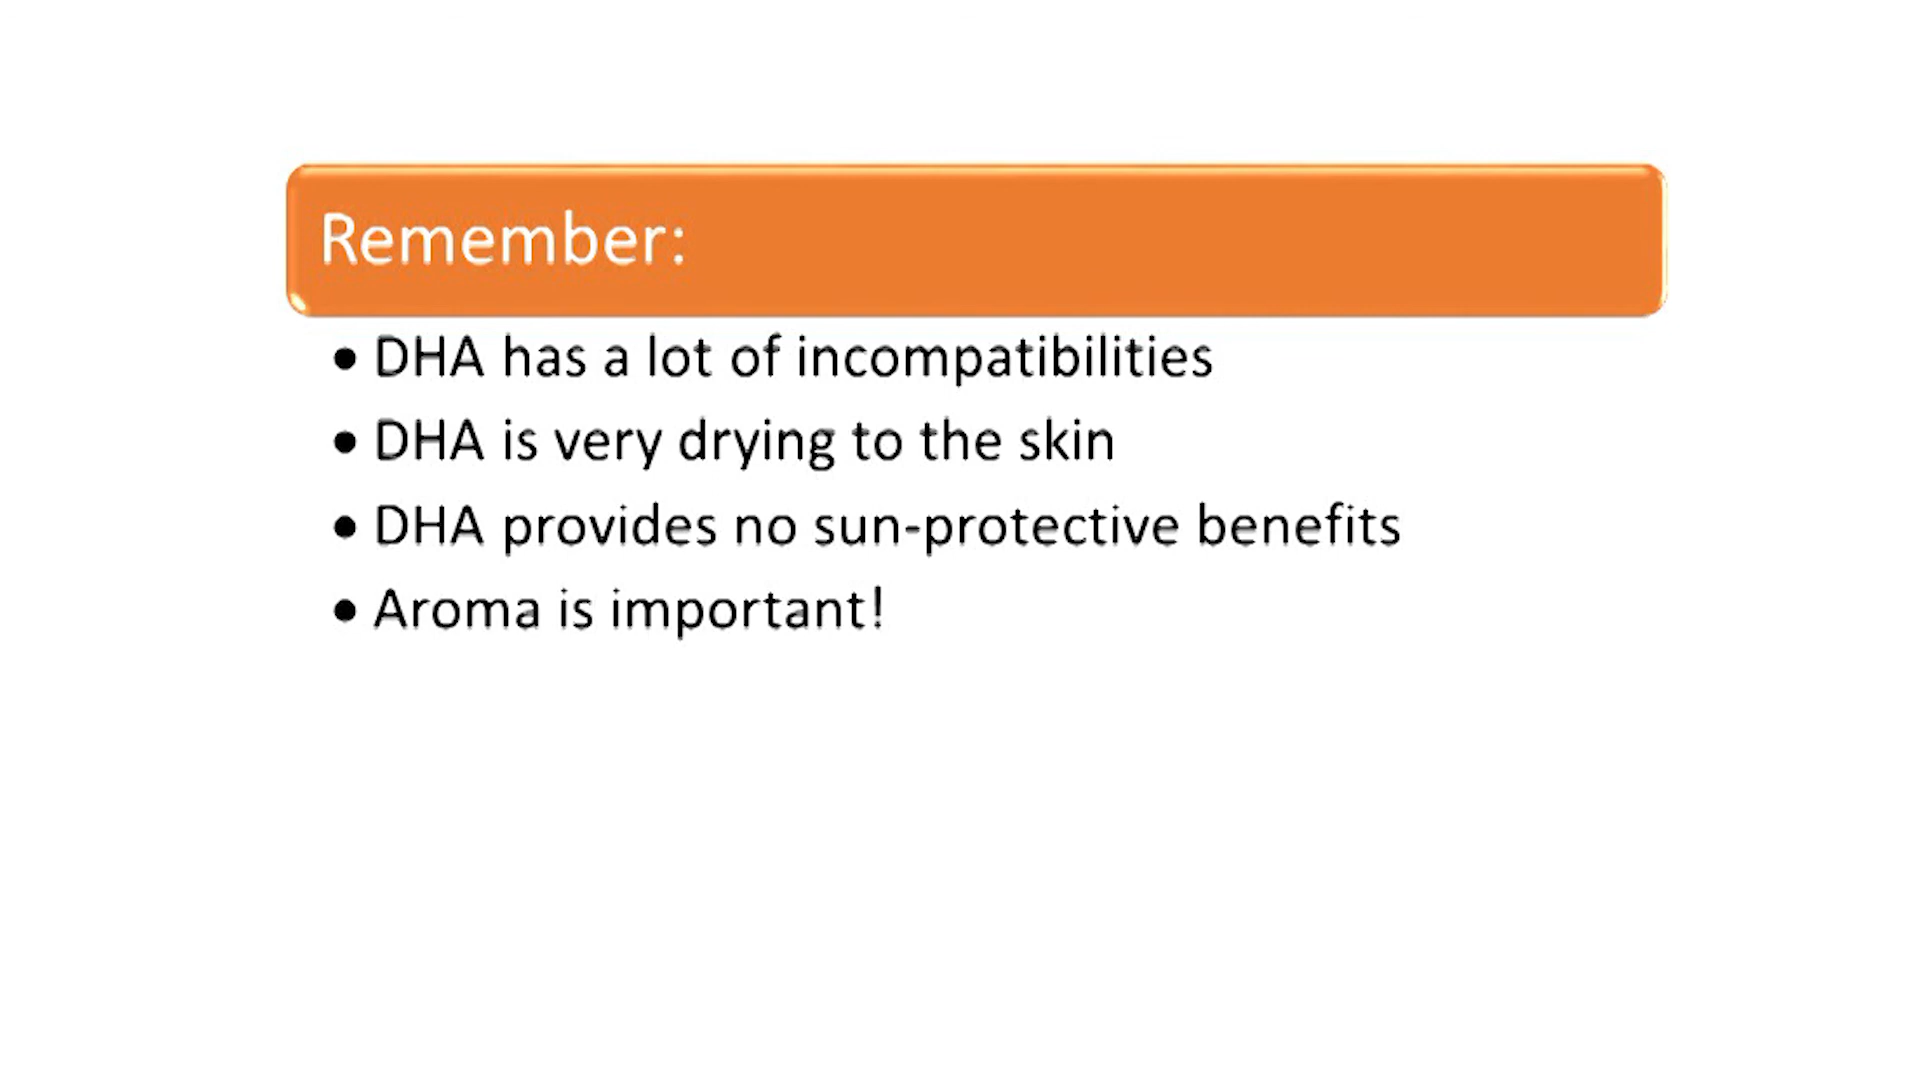 Remember:
• DHA has a lot of incompatibilities
• DHA is very drying to the skin
• DHA provides no sun-protective benefits
• Aroma is important!